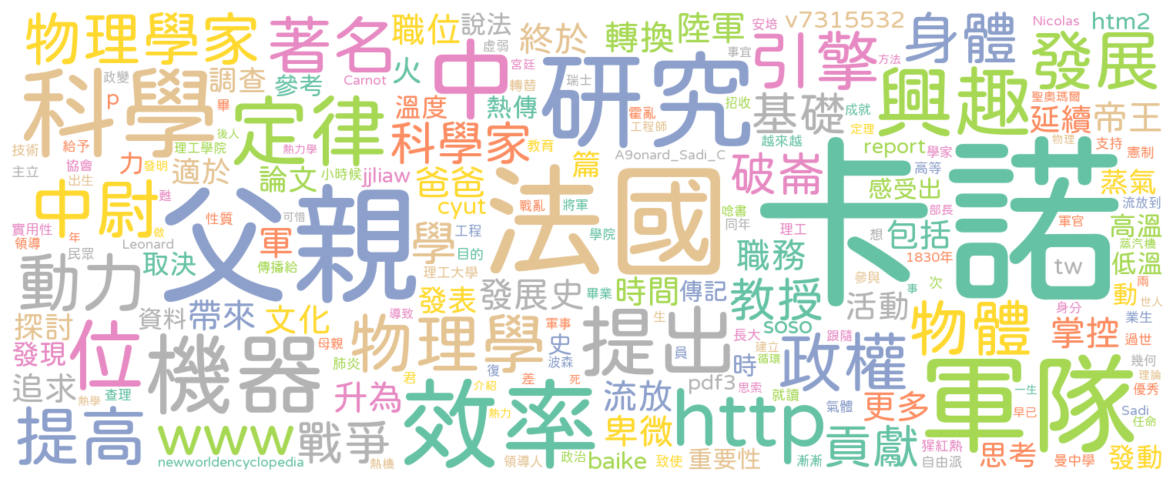 物理學家
著名
職位
說法
虛弱
終於
安培
轉換
陸軍
v7315532
身體
Nicolas
htm2
科學
政變
調查
參考
火
宮廷
Carnot
中
轉替
瑞士
研究
引擎
事宜
方法
興趣
發展
聖奧瑪爾
p
畢
溫度
熱傳
霍亂
招收
基礎
成就
延續
帝王
技術
給予
後人
定律
科學家
教育
工程師
越來越
定理
物理
支持
憲制
協會
發明
力
理工學院
熱力學
篇
A9onard_Sadi_C
report
學家
主立
出生
甦
適於
論文
小時候
jjliaw
爸爸
cyut
破崙
感受出
高等
流放到
蒸氣
中尉
父親
戰亂
將軍
法國
卡諾
唸書
同年
部長
軍官
高溫
實用性
性質
可惜
學
工程
學院
理工
想
包括
1830年
蒸汽機
領導
年
做
Leonard
軍
目的
職務
低溫
民眾
動力
取決
傳播給
理工大學
畢業
tw
參與
次
兩
發表
發展史
時間
傳記
教授
事
動
世人
探討
資料
帶來
文化
導致
軍事
生
長大
soso
跟隨
活動
身分
業生
發現
位
母親
物理學
史
提出
員
建立
時
物體
掌控
過世
機器
肺炎
復
波森
循環
政權
幾何
追求
熱學
查理
君
差
死
pdf3
思索
就讀
理論
升為
介紹
流放
一生
優秀
提高
www
效率
卑微
http
氣體
更多
軍隊
早已
Sadi
任命
戰爭
熱力
貢獻
猩紅熱
思考
newworldencyclopedia
熱機
領導人
政治
致使
baike
重要性
漸漸
自由派
曼中學
發動